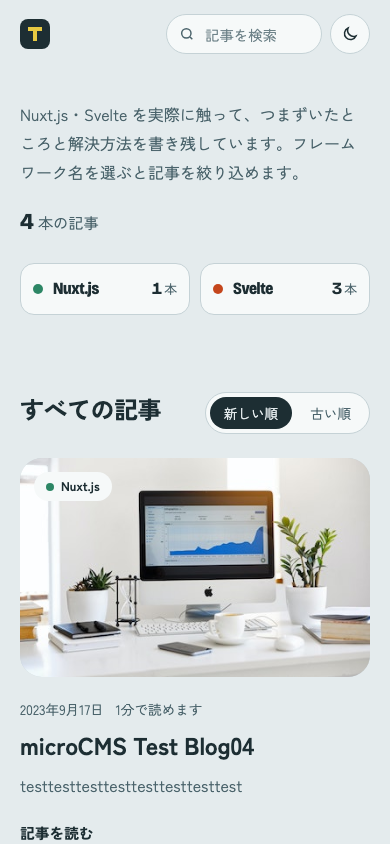 T
記事を検索
Nuxt.js・Svelte を実際に触って、つまずいたと
ころと解決方法を書き残しています。フレーム
ワーク名を選ぶと記事を絞り込めます。
4 本の記事
Nuxt.js 1 本
Svelte 3 本
すべての記事
新しい順 古い順
Nuxt.js
2023年9月17日 1分で読めます
microCMS Test Blog04
testtesttesttesttesttesttesttest
記事を読む